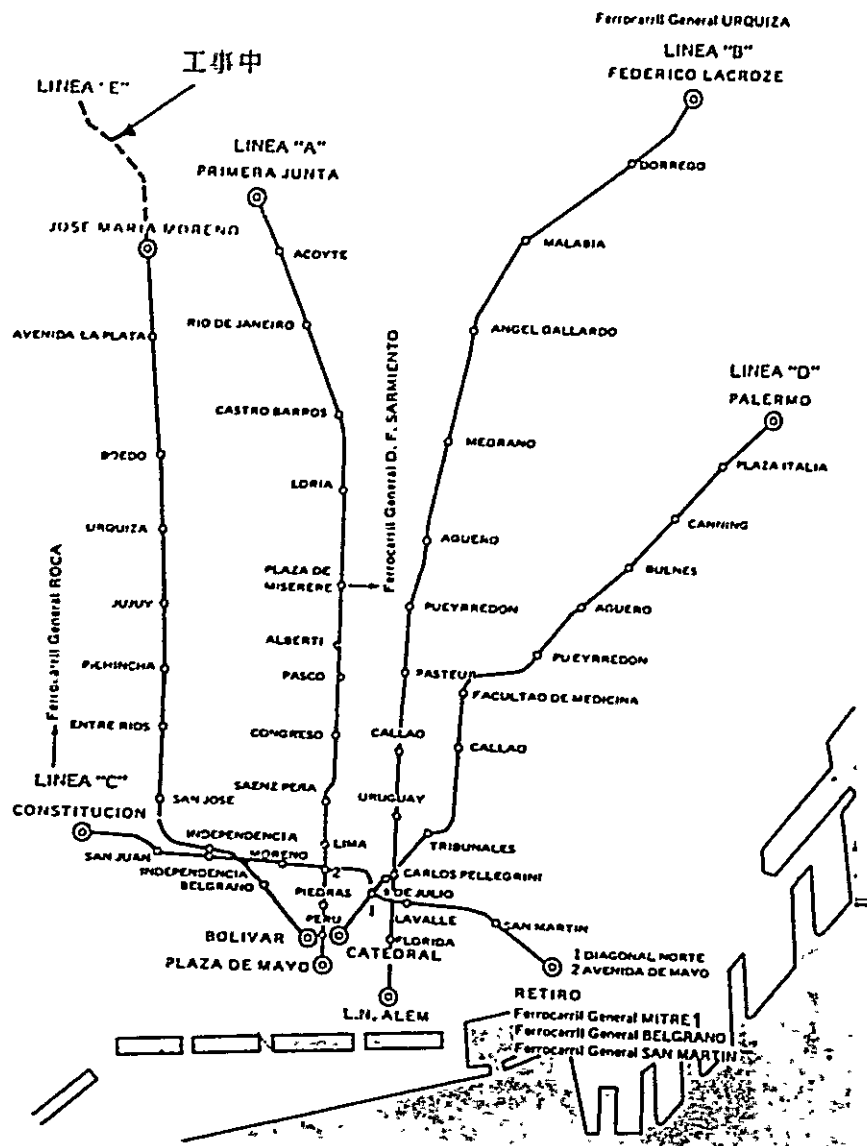 Ferrocarril General URQUIZA
LINEA "B"
FEDERICO LACROZE
工事中
LINEA "E"
LINEA "A"
PRIMERA JUNTA
DORREGO
JOSE MARIA MORENO
ACOYTE
MALABIA
AVENIDA LA PLATA
RIO DE JANEIRO
ANGEL GALLARDO
Ferrocarril General D. F. SARMIENTO
LINEA "D"
PALERMO
CASTRO BARROS
MEDRANO
PLAZA ITALIA
BOEDO
LORIA
CANNING
URQUIZA
AGUERO
BULNES
Ferrocarril General ROCA
PLAZA DE
MISERERE
JUJUY
PUEYRREDON
AGUERO
ALBERTI
PUEYRREDON
PICHINCHA
PASCO
PASTEUR
FACULTAD DE MEDICINA
ENTRE RIOS
CONGRESO
CALLAO
CALLAO
LINEA "C"
CONSTITUCION
SAN JOSE
SAENZ PEÑA
URUGUAY
TRIBUNALES
INDEPENDENCIA
LIMA
SAN JUAN
MORENO
2
CARLOS PELLEGRINI
INDEPENDENCIA
BELGRANO
PIEDRAS
9 DE JULIO
1
PERU
LAVALLE
SAN MARTIN
BOLIVAR
FLORIDA
CATEDRAL
PLAZA DE MAYO
1 DIAGONAL NORTE
2 AVENIDA DE MAYO
L.N. ALEM
RETIRO
Ferrocarril General MITRE 1
Ferrocarril General BELGRANO
Ferrocarril General SAN MARTIN